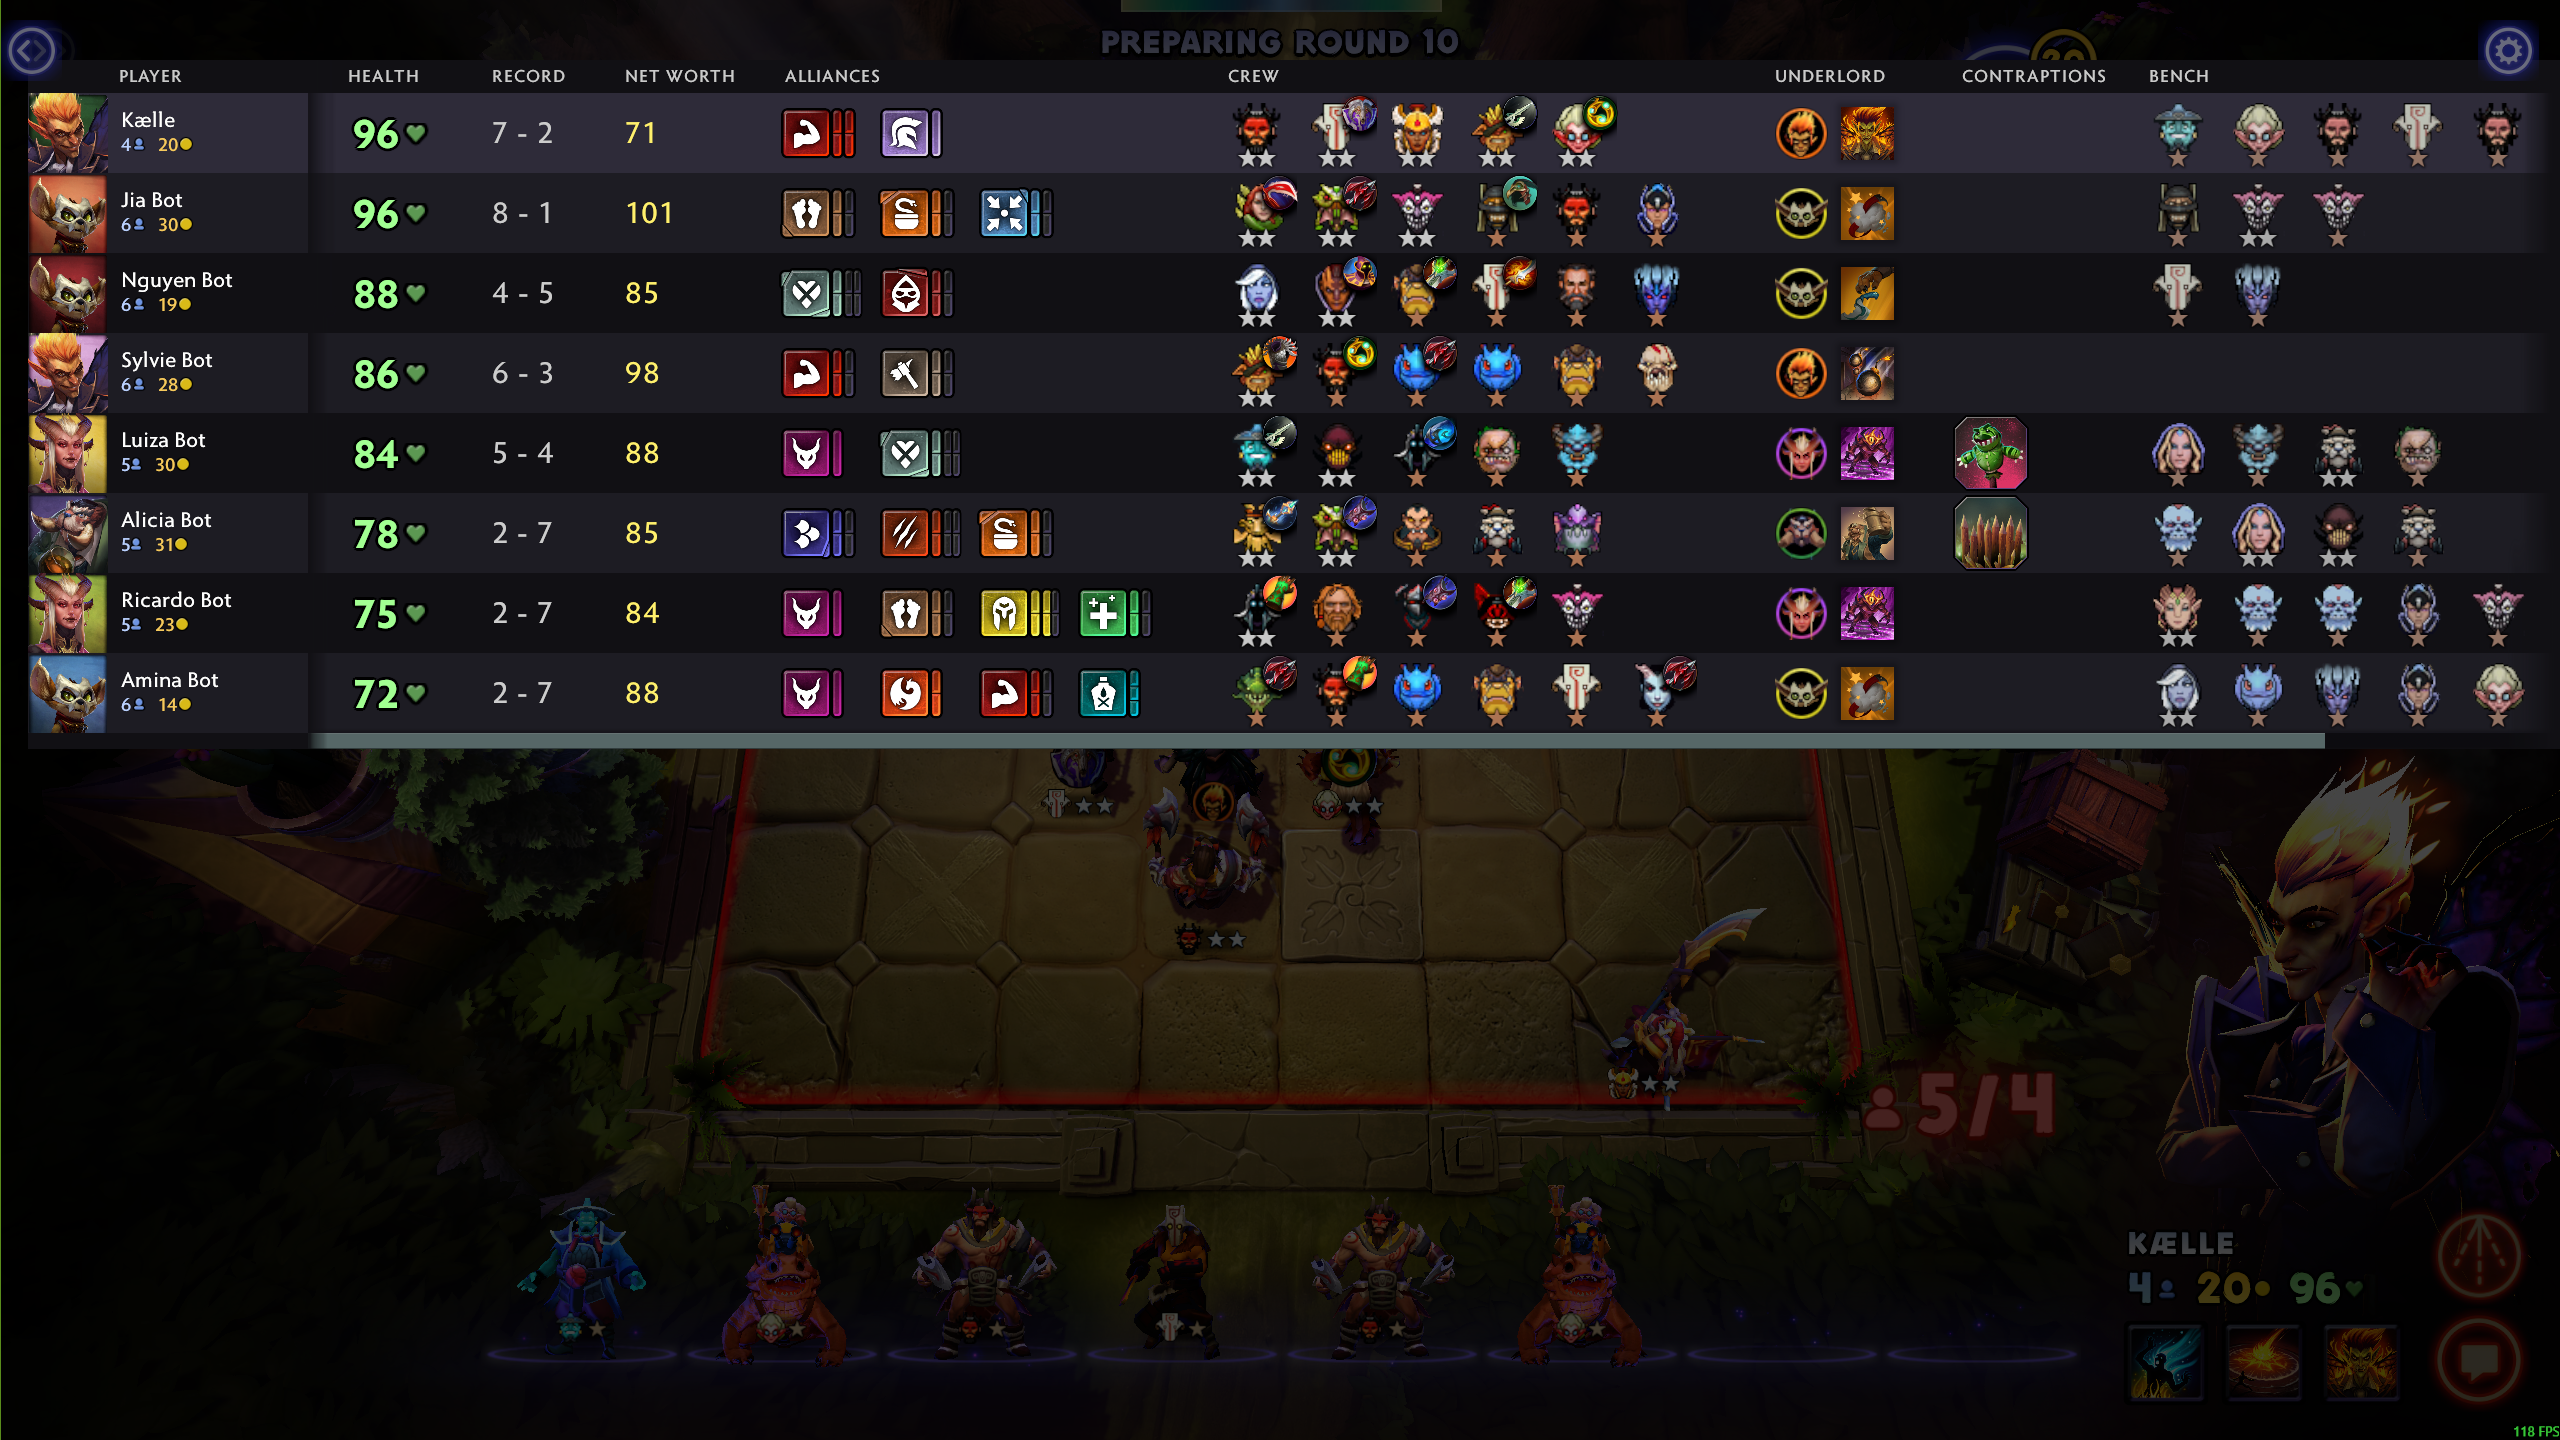 PREPARING ROUND 10
PLAYER HEALTH RECORD NET WORTH ALLIANCES CREW UNDERLORD CONTRAPTIONS BENCH
Kælle
4 20
96 7 - 2 71
Jia Bot
6 30
96 8 - 1 101
Nguyen Bot
6 19
88 4 - 5 85
Sylvie Bot
6 28
86 6 - 3 98
Luiza Bot
5 30
84 5 - 4 88
Alicia Bot
5 31
78 2 - 7 85
Ricardo Bot
5 23
75 2 - 7 84
Amina Bot
6 14
72 2 - 7 88
5/4
KÆLLE
4 20 96
118 FPS